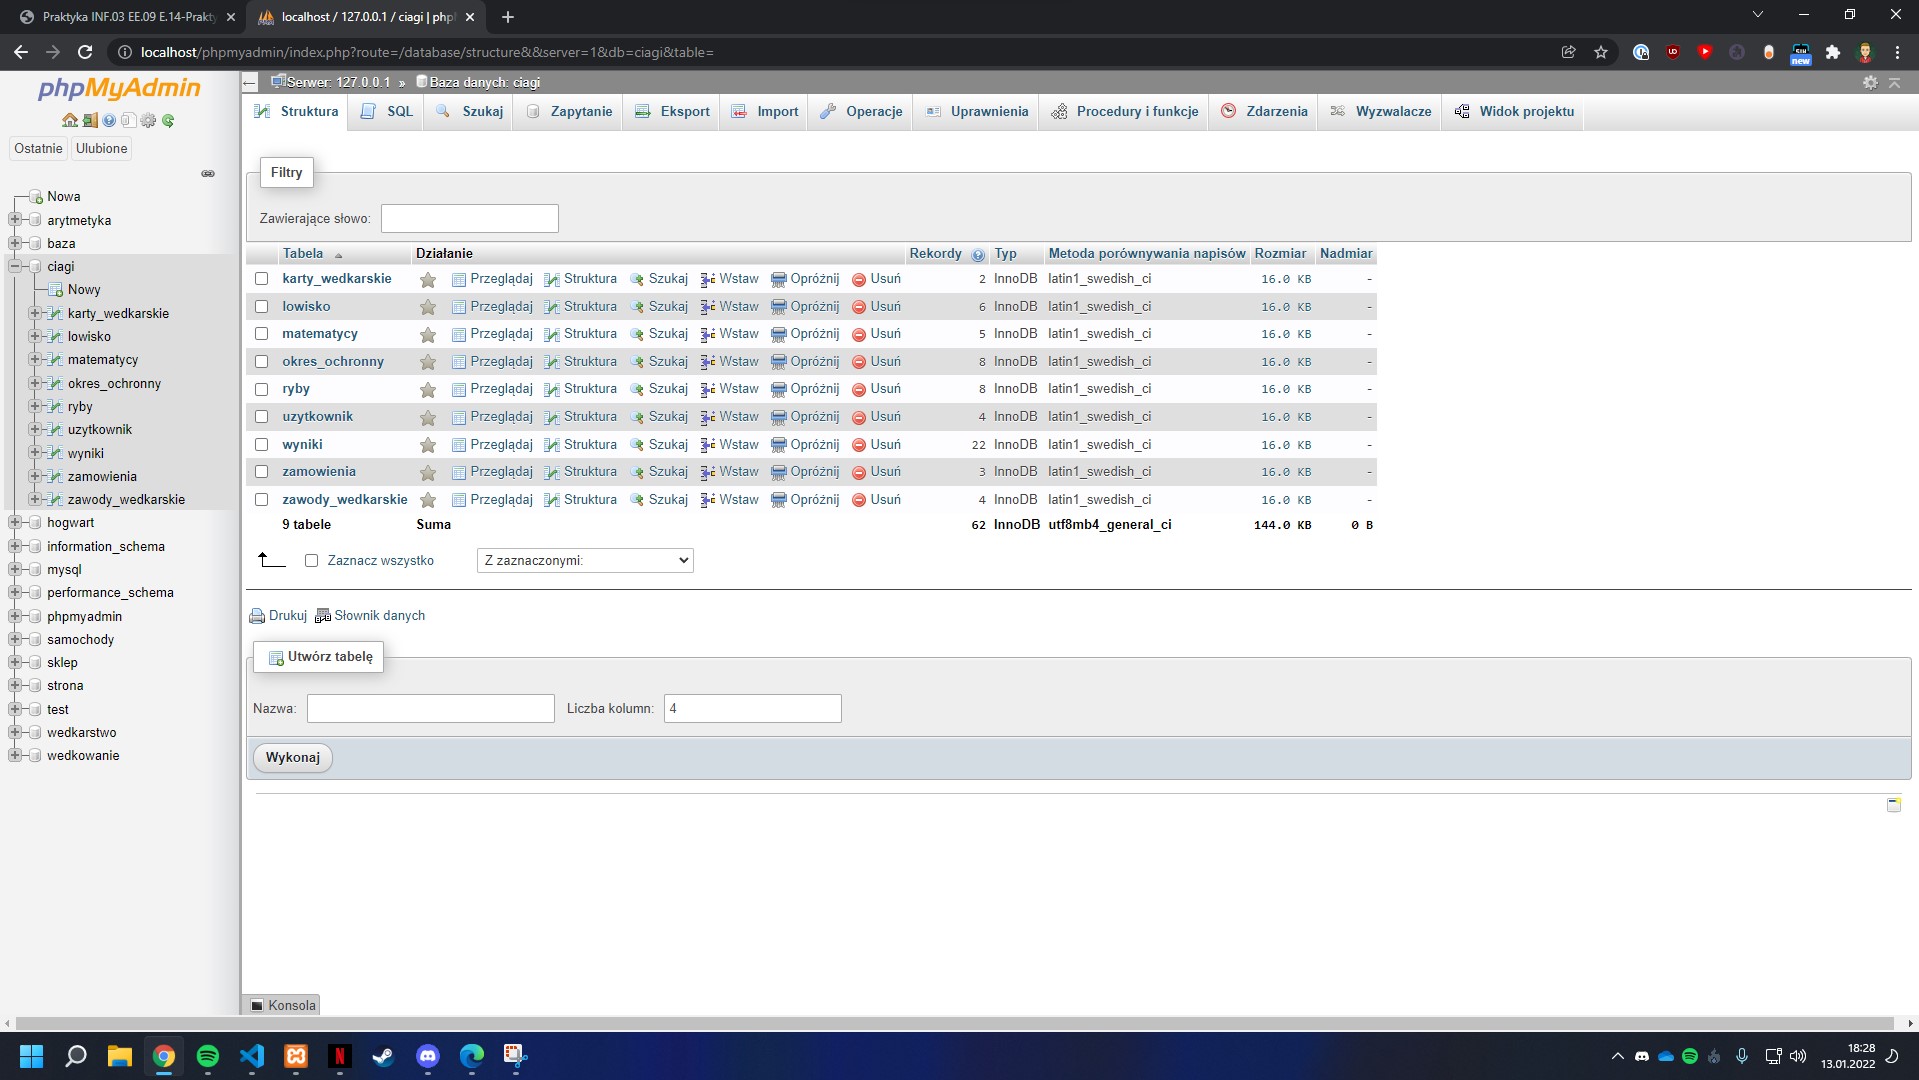 Praktyka INF.03 EE.09 E.14-Prakty
localhost / 127.0.0.1 / ciagi | php
localhost/phpmyadmin/index.php?route=/database/structure&&server=1&db=ciagi&table=
new
phpMyAdmin
Ostatnie
Ulubione
Nowa
arytmetyka
baza
ciagi
Nowy
karty_wedkarskie
lowisko
matematycy
okres_ochronny
ryby
uzytkownik
wyniki
zamowienia
zawody_wedkarskie
hogwart
information_schema
mysql
performance_schema
phpmyadmin
samochody
sklep
strona
test
wedkarstwo
wedkowanie
Serwer: 127.0.0.1 » Baza danych: ciagi
Struktura SQL Szukaj Zapytanie Eksport Import Operacje Uprawnienia Procedury i funkcje Zdarzenia Wyzwalacze Widok projektu
Filtry
Zawierające słowo:
Tabela Działanie Rekordy Typ Metoda porównywania napisów Rozmiar Nadmiar
karty_wedkarskie Przeglądaj Struktura Szukaj Wstaw Opróżnij Usuń 2 InnoDB latin1_swedish_ci 16.0 KB -
lowisko Przeglądaj Struktura Szukaj Wstaw Opróżnij Usuń 6 InnoDB latin1_swedish_ci 16.0 KB -
matematycy Przeglądaj Struktura Szukaj Wstaw Opróżnij Usuń 5 InnoDB latin1_swedish_ci 16.0 KB -
okres_ochronny Przeglądaj Struktura Szukaj Wstaw Opróżnij Usuń 8 InnoDB latin1_swedish_ci 16.0 KB -
ryby Przeglądaj Struktura Szukaj Wstaw Opróżnij Usuń 8 InnoDB latin1_swedish_ci 16.0 KB -
uzytkownik Przeglądaj Struktura Szukaj Wstaw Opróżnij Usuń 4 InnoDB latin1_swedish_ci 16.0 KB -
wyniki Przeglądaj Struktura Szukaj Wstaw Opróżnij Usuń 22 InnoDB latin1_swedish_ci 16.0 KB -
zamowienia Przeglądaj Struktura Szukaj Wstaw Opróżnij Usuń 3 InnoDB latin1_swedish_ci 16.0 KB -
zawody_wedkarskie Przeglądaj Struktura Szukaj Wstaw Opróżnij Usuń 4 InnoDB latin1_swedish_ci 16.0 KB -
9 tabele Suma 62 InnoDB utf8mb4_general_ci 144.0 KB 0 B
Zaznacz wszystko Z zaznaczonymi:
Drukuj Słownik danych
Utwórz tabelę
Nazwa: Liczba kolumn: 4
Wykonaj
Konsola
18:28
13.01.2022